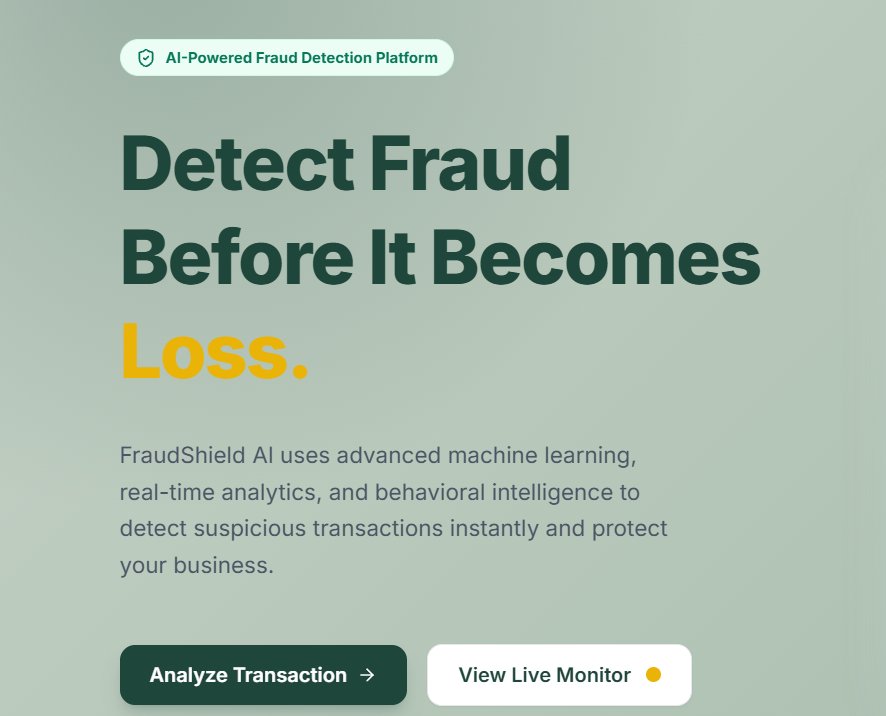 AI-Powered Fraud Detection Platform
Detect Fraud
Before It Becomes
Loss.
FraudShield AI uses advanced machine learning,
real-time analytics, and behavioral intelligence to
detect suspicious transactions instantly and protect
your business.
Analyze Transaction →
View Live Monitor